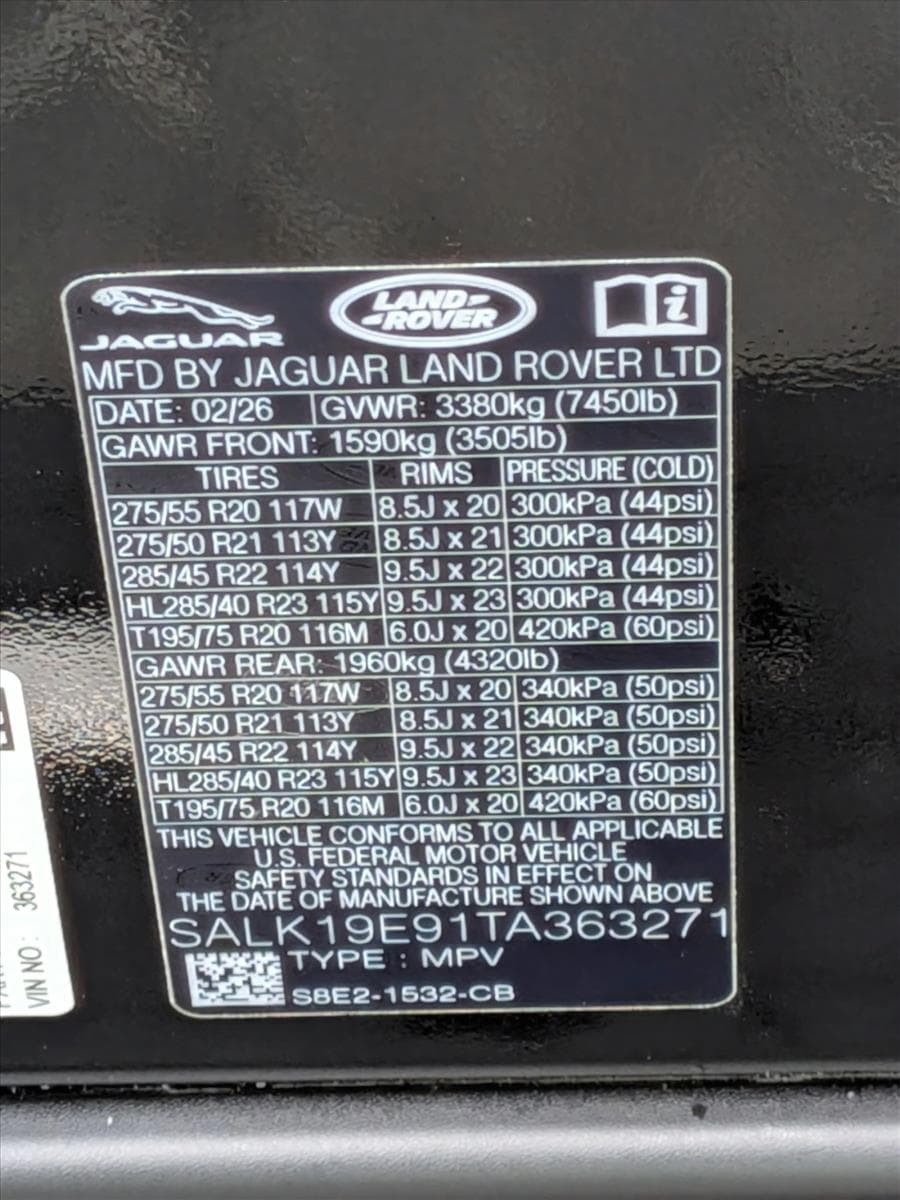 JAGUAR
LAND ROVER
MFD BY JAGUAR LAND ROVER LTD
DATE: 02/26 GVWR: 3380kg (7450lb)
GAWR FRONT: 1590kg (3505lb)
TIRES RIMS PRESSURE (COLD)
275/55 R20 117W 8.5J x 20 300kPa (44psi)
275/50 R21 113Y 8.5J x 21 300kPa (44psi)
285/45 R22 114Y 9.5J x 22 300kPa (44psi)
HL285/40 R23 115Y 9.5J x 23 300kPa (44psi)
T195/75 R20 116M 6.0J x 20 420kPa (60psi)
GAWR REAR: 1960kg (4320lb)
275/55 R20 117W 8.5J x 20 340kPa (50psi)
275/50 R21 113Y 8.5J x 21 340kPa (50psi)
285/45 R22 114Y 9.5J x 22 340kPa (50psi)
HL285/40 R23 115Y 9.5J x 23 340kPa (50psi)
T195/75 R20 116M 6.0J x 20 420kPa (60psi)
THIS VEHICLE CONFORMS TO ALL APPLICABLE
U.S. FEDERAL MOTOR VEHICLE
SAFETY STANDARDS IN EFFECT ON
THE DATE OF MANUFACTURE SHOWN ABOVE
SALK19E91TA363271
TYPE : MPV
S8E2-1532-CB
VIN NO : 363271